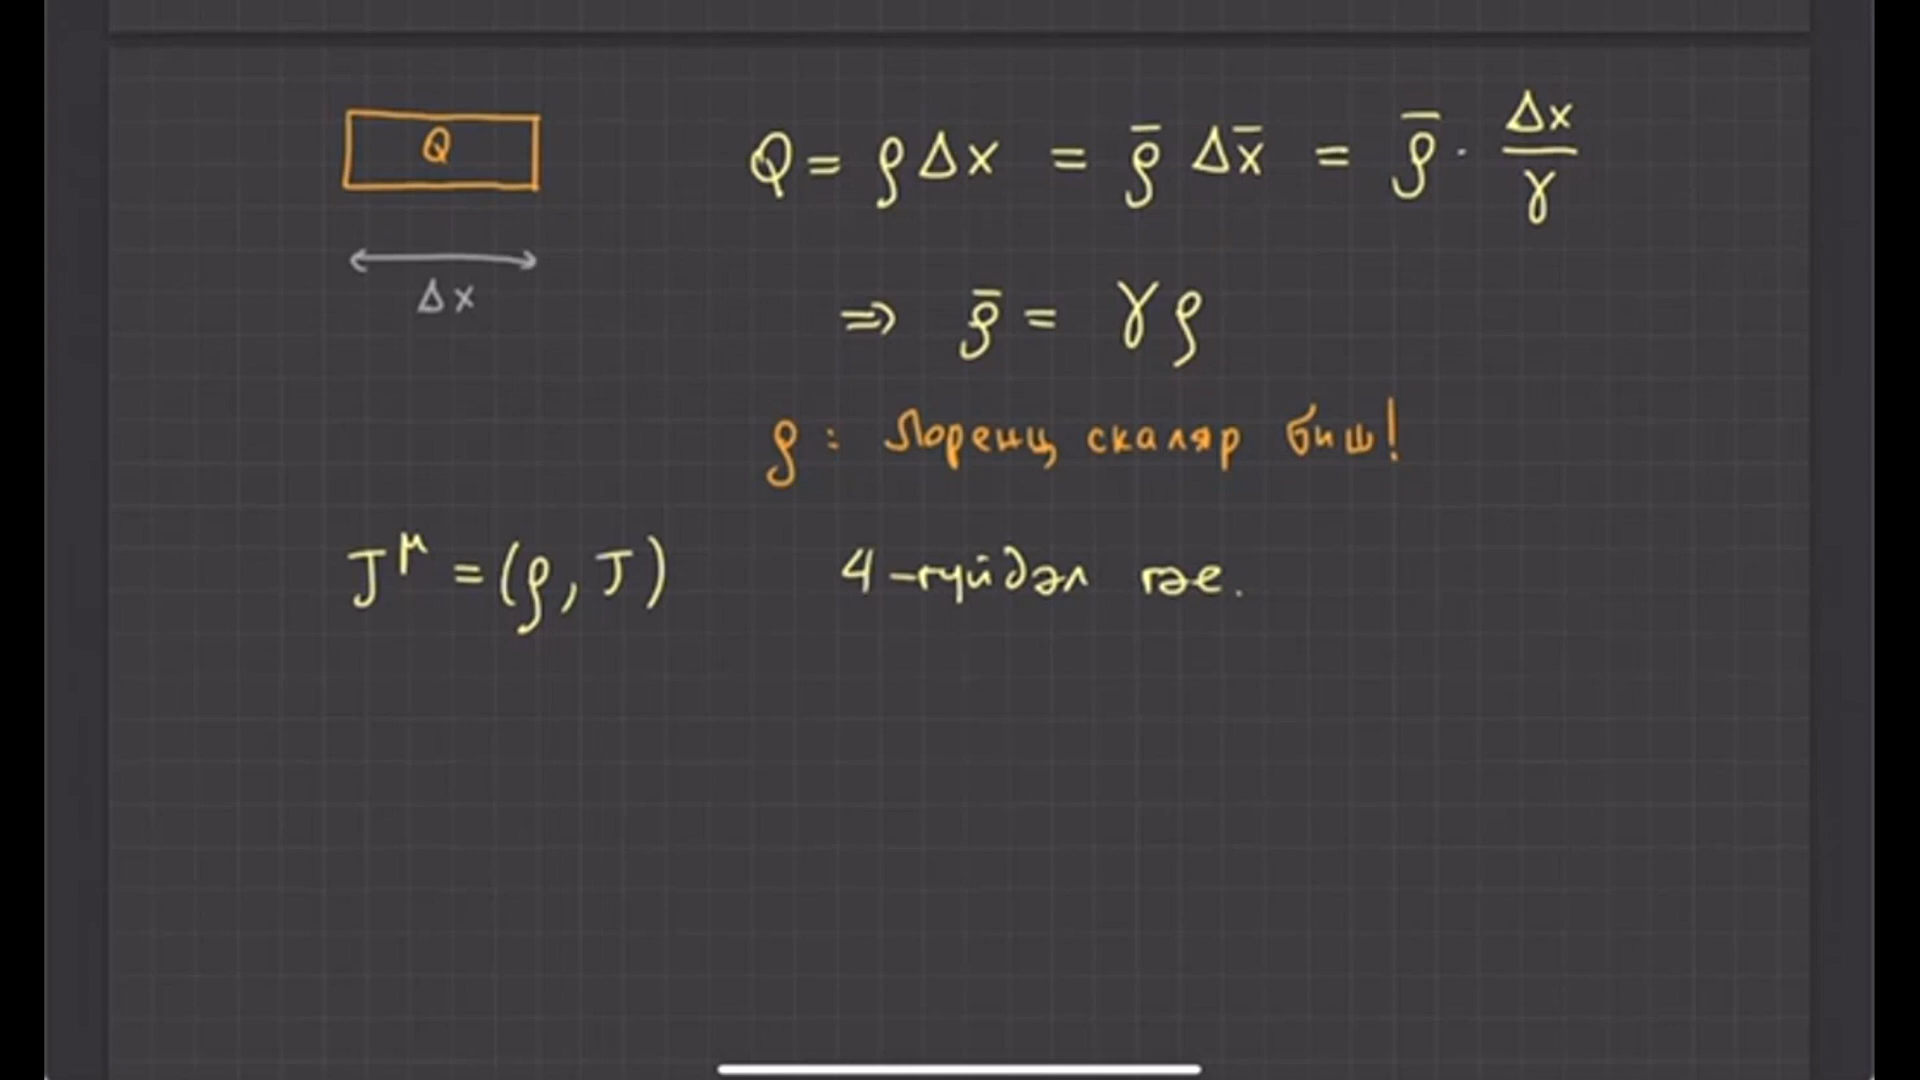 Q
Δx
Q = ρΔx = ρ̄ Δx̄ = ρ̄ · Δx/γ
⇒ ρ̄ = γρ
ρ: Лоренц скаляр биш!
J^μ = (ρ, J) 4-гүйдэл гэе.